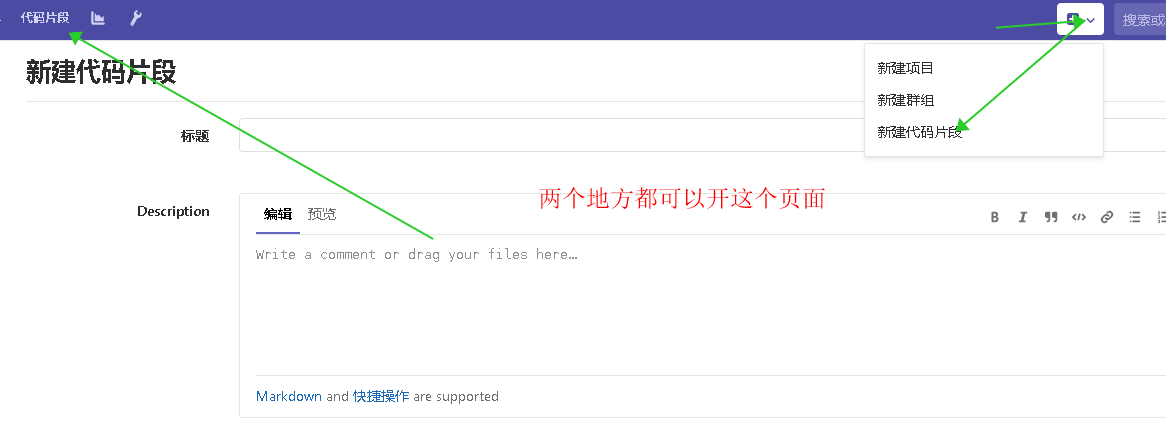 代码片段
搜索或
新建代码片段
新建项目
新建群组
新建代码片段
标题
两个地方都可以开这个页面
Description
编辑 预览
Write a comment or drag your files here…
Markdown and 快捷操作 are supported